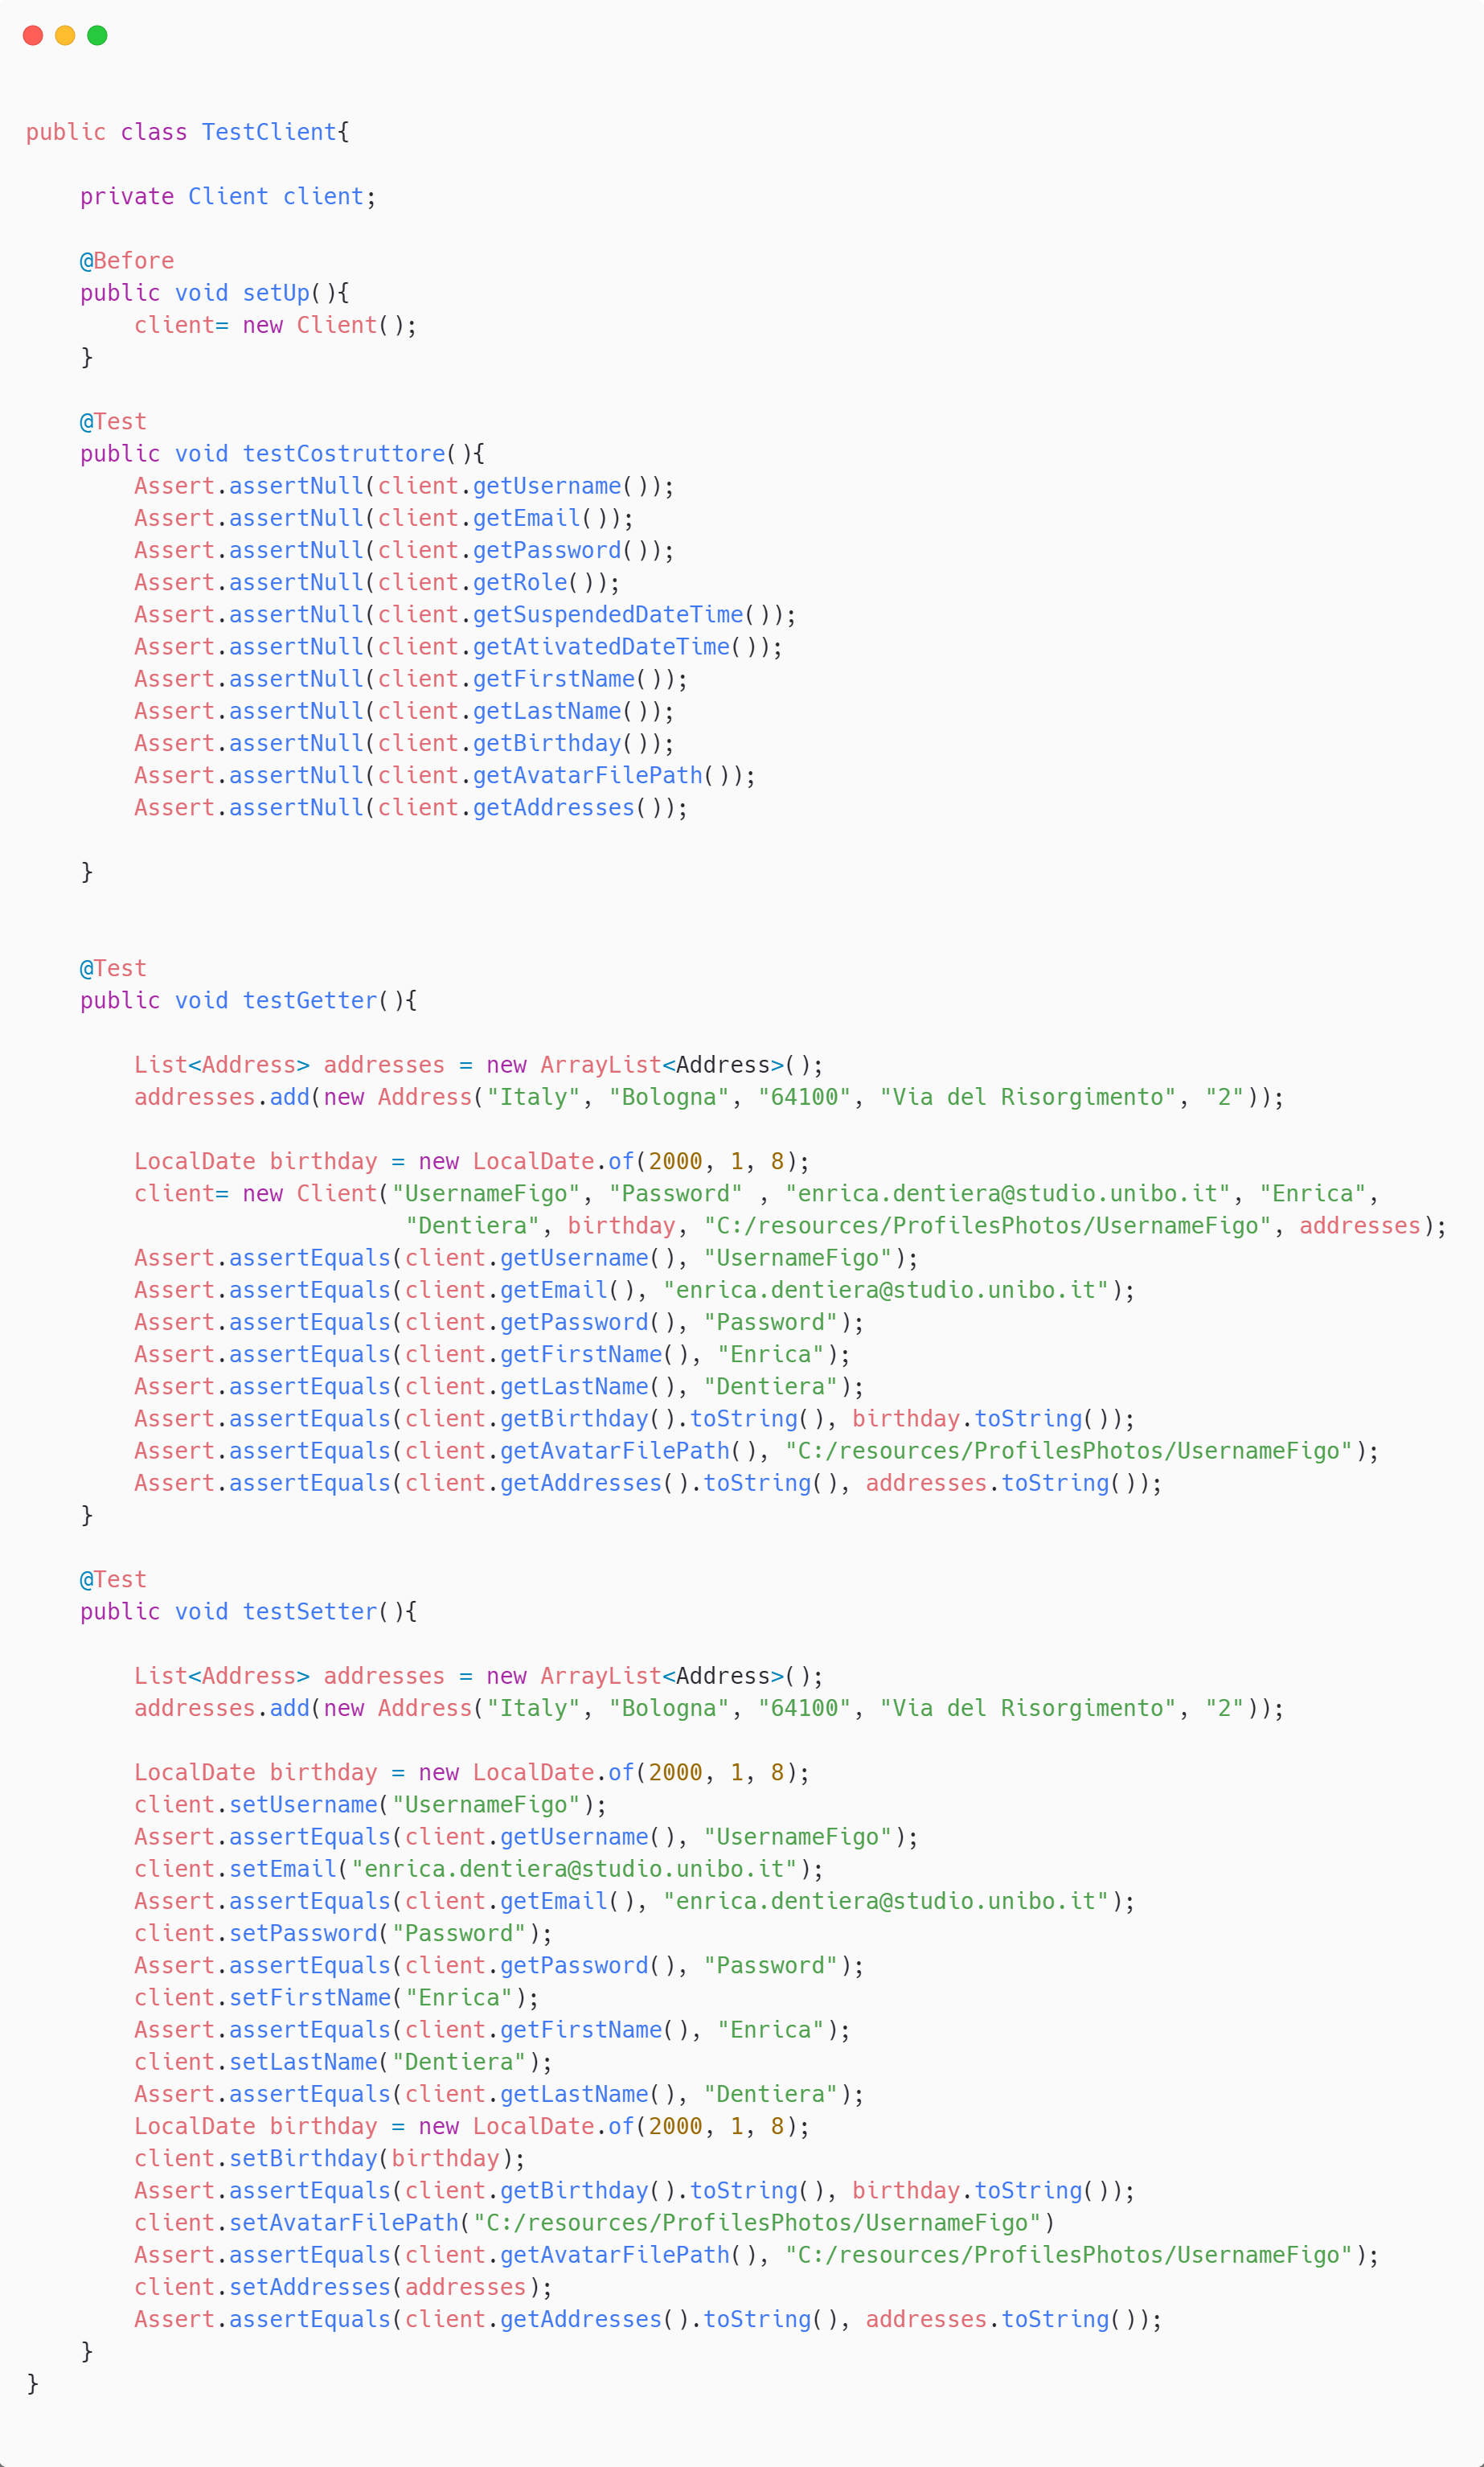 public class TestClient{
    private Client client;
    @Before
    public void setUp(){
        client= new Client();
    }
    @Test
    public void testCostruttore(){
        Assert.assertNull(client.getUsername());
        Assert.assertNull(client.getEmail());
        Assert.assertNull(client.getPassword());
        Assert.assertNull(client.getRole());
        Assert.assertNull(client.getSuspendedDateTime());
        Assert.assertNull(client.getAtivatedDateTime());
        Assert.assertNull(client.getFirstName());
        Assert.assertNull(client.getLastName());
        Assert.assertNull(client.getBirthday());
        Assert.assertNull(client.getAvatarFilePath());
        Assert.assertNull(client.getAddresses());
    }
    @Test
    public void testGetter(){
        List<Address> addresses = new ArrayList<Address>();
        addresses.add(new Address("Italy", "Bologna", "64100", "Via del Risorgimento", "2"));
        LocalDate birthday = new LocalDate.of(2000, 1, 8);
        client= new Client("UsernameFigo", "Password" , "enrica.dentiera@studio.unibo.it", "Enrica",
                            "Dentiera", birthday, "C:/resources/ProfilesPhotos/UsernameFigo", addresses);
        Assert.assertEquals(client.getUsername(), "UsernameFigo");
        Assert.assertEquals(client.getEmail(), "enrica.dentiera@studio.unibo.it");
        Assert.assertEquals(client.getPassword(), "Password");
        Assert.assertEquals(client.getFirstName(), "Enrica");
        Assert.assertEquals(client.getLastName(), "Dentiera");
        Assert.assertEquals(client.getBirthday().toString(), birthday.toString());
        Assert.assertEquals(client.getAvatarFilePath(), "C:/resources/ProfilesPhotos/UsernameFigo");
        Assert.assertEquals(client.getAddresses().toString(), addresses.toString());
    }
    @Test
    public void testSetter(){
        List<Address> addresses = new ArrayList<Address>();
        addresses.add(new Address("Italy", "Bologna", "64100", "Via del Risorgimento", "2"));
        LocalDate birthday = new LocalDate.of(2000, 1, 8);
        client.setUsername("UsernameFigo");
        Assert.assertEquals(client.getUsername(), "UsernameFigo");
        client.setEmail("enrica.dentiera@studio.unibo.it");
        Assert.assertEquals(client.getEmail(), "enrica.dentiera@studio.unibo.it");
        client.setPassword("Password");
        Assert.assertEquals(client.getPassword(), "Password");
        client.setFirstName("Enrica");
        Assert.assertEquals(client.getFirstName(), "Enrica");
        client.setLastName("Dentiera");
        Assert.assertEquals(client.getLastName(), "Dentiera");
        LocalDate birthday = new LocalDate.of(2000, 1, 8);
        client.setBirthday(birthday);
        Assert.assertEquals(client.getBirthday().toString(), birthday.toString());
        client.setAvatarFilePath("C:/resources/ProfilesPhotos/UsernameFigo")
        Assert.assertEquals(client.getAvatarFilePath(), "C:/resources/ProfilesPhotos/UsernameFigo");
        client.setAddresses(addresses);
        Assert.assertEquals(client.getAddresses().toString(), addresses.toString());
    }
}